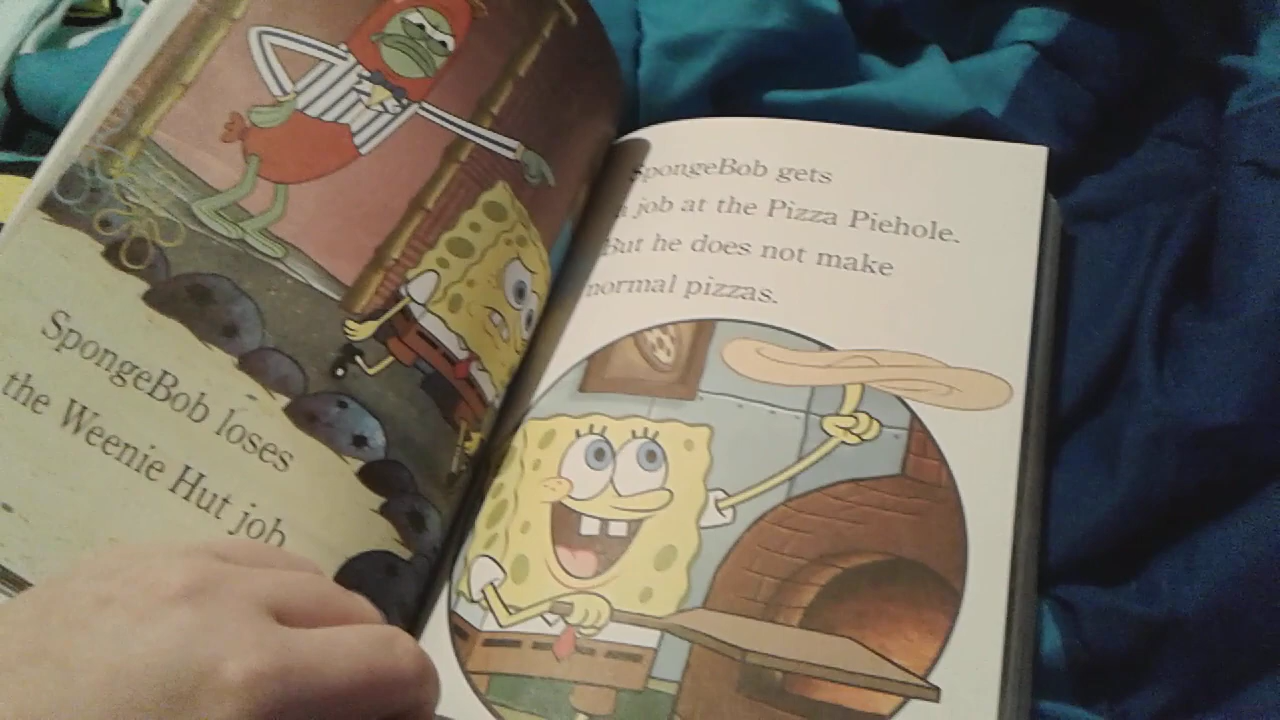 SpongeBob loses
the Weenie Hut job
SpongeBob gets
a job at the Pizza Piehole.
But he does not make
normal pizzas.